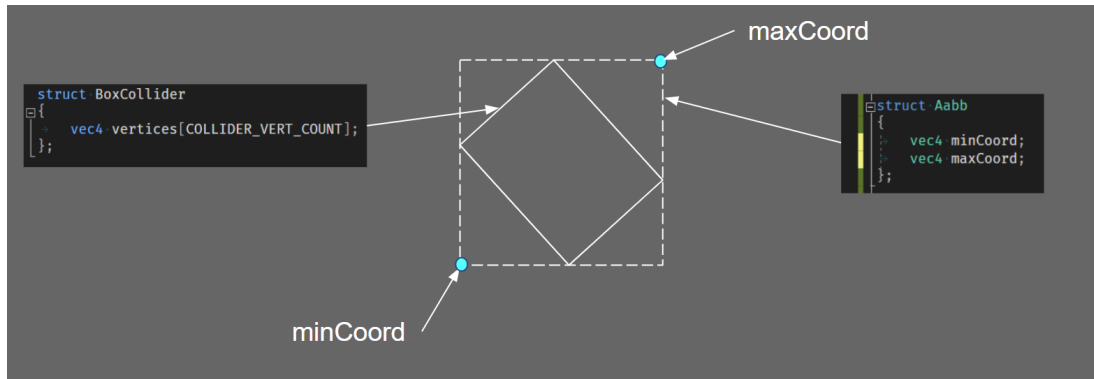 maxCoord
struct BoxCollider
{
vec4 vertices[COLLIDER_VERT_COUNT];
};
struct Aabb
{
vec4 minCoord;
vec4 maxCoord;
};
minCoord